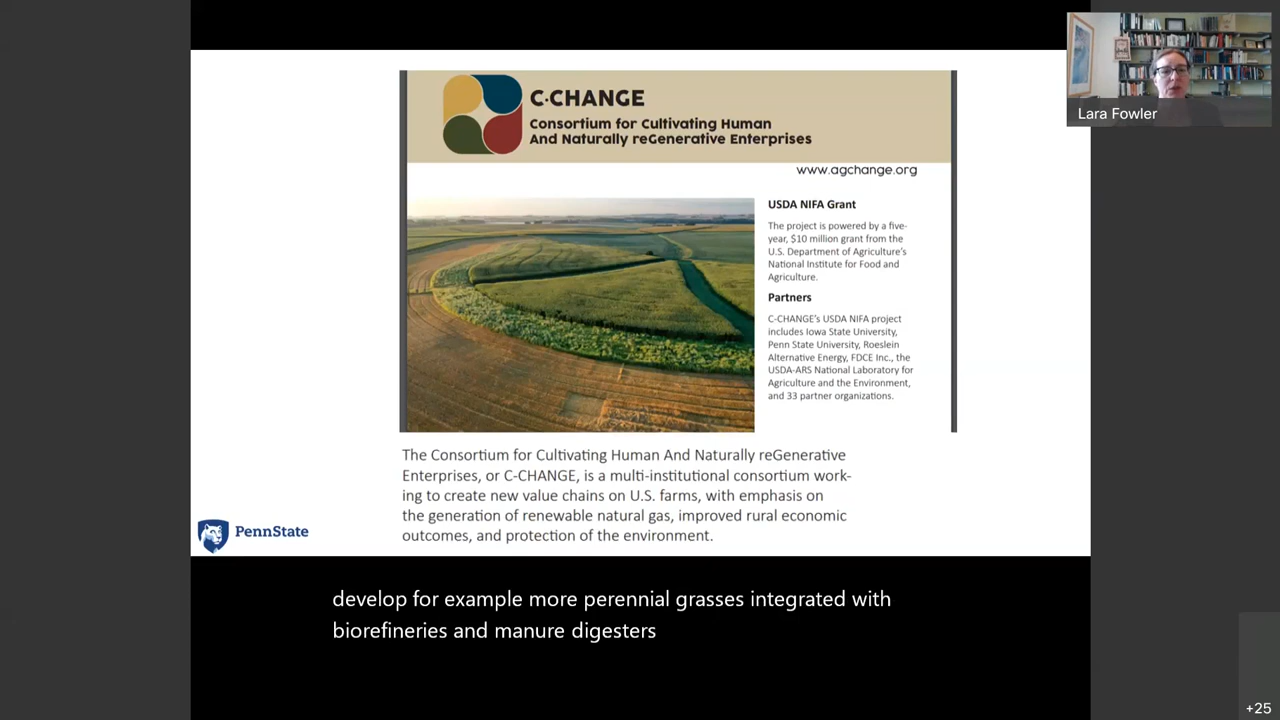 C·CHANGE
Consortium for Cultivating Human
And Naturally reGenerative Enterprises
www.agchange.org
USDA NIFA Grant
The project is powered by a five-
year, $10 million grant from the
U.S. Department of Agriculture's
National Institute for Food and
Agriculture.
Partners
C-CHANGE's USDA NIFA project
includes Iowa State University,
Penn State University, Roeslein
Alternative Energy, FDCE Inc., the
USDA-ARS National Laboratory for
Agriculture and the Environment,
and 33 partner organizations.
The Consortium for Cultivating Human And Naturally reGenerative
Enterprises, or C-CHANGE, is a multi-institutional consortium work-
ing to create new value chains on U.S. farms, with emphasis on
the generation of renewable natural gas, improved rural economic
outcomes, and protection of the environment.
PennState
develop for example more perennial grasses integrated with
biorefineries and manure digesters
Lara Fowler
+25